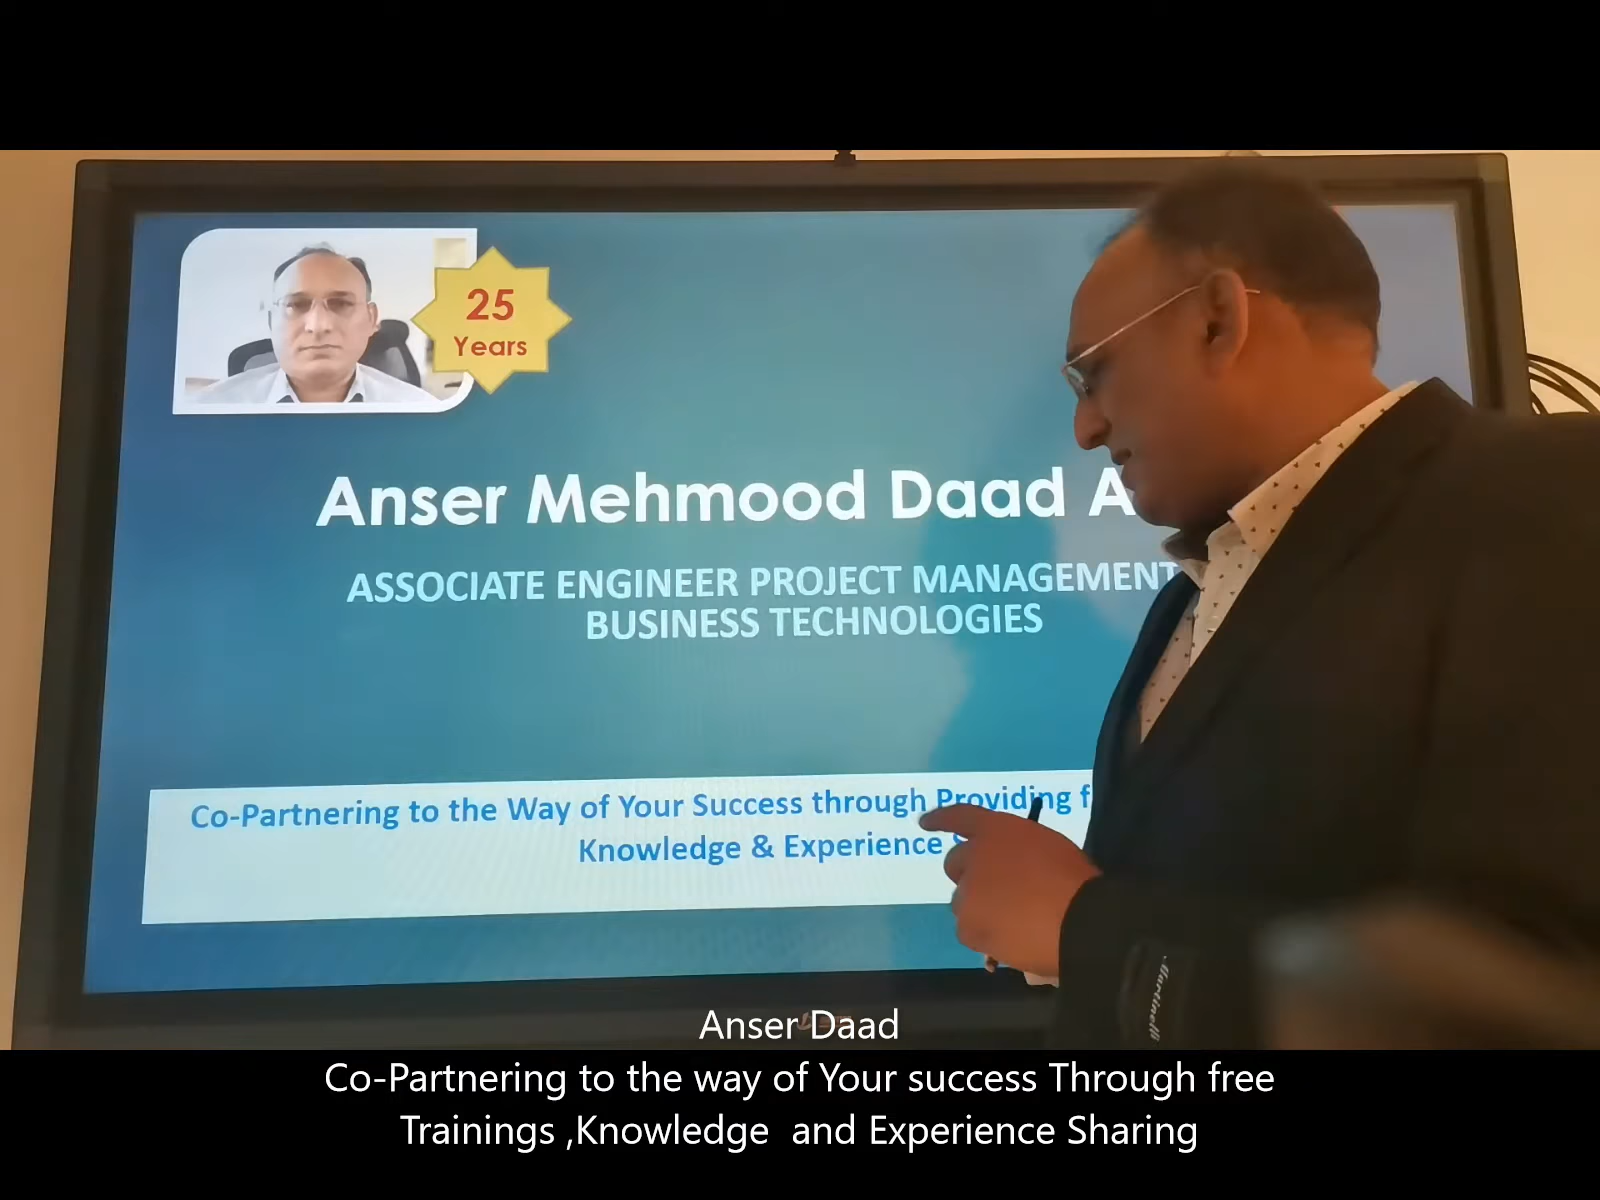 25
Years
Anser Mehmood Daad A
ASSOCIATE ENGINEER PROJECT MANAGEMENT
BUSINESS TECHNOLOGIES
Co-Partnering to the Way of Your Success through Providing f
Knowledge & Experience S
Martinelli
Anser Daad
Co-Partnering to the way of Your success Through free
Trainings ,Knowledge and Experience Sharing